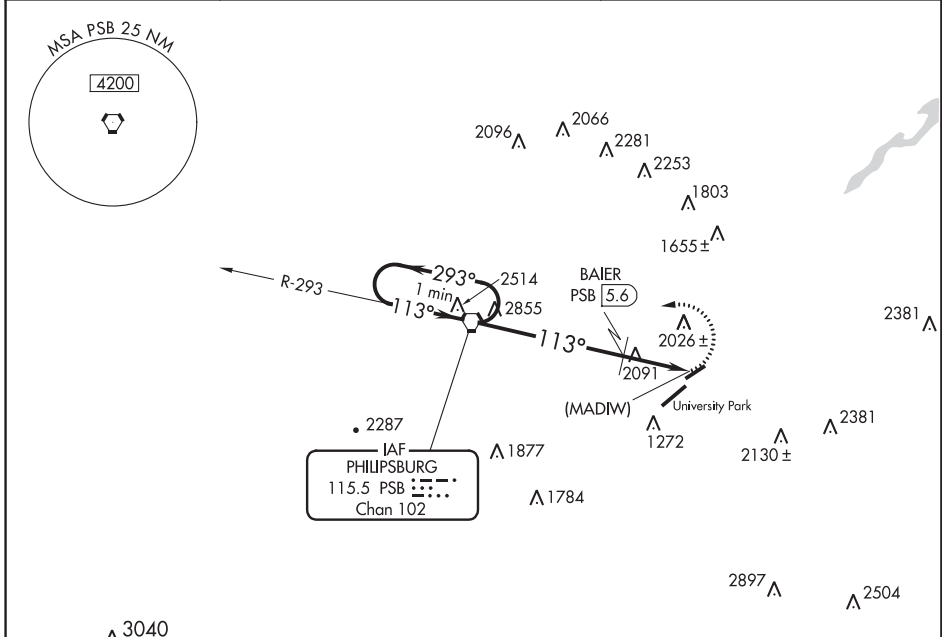 MSA PSB 25 NM
4200
2096
2066
2281
2253
1803
1655 ±
R-293
293°
1 min
113°
2514
2855
BAIER
PSB 5.6
113°
2091
2026 ±
2381
(MADIW)
University Park
1272
2381
2130 ±
2287
IAF
PHILIPSBURG
115.5 PSB
Chan 102
1877
1784
2897
2504
3040